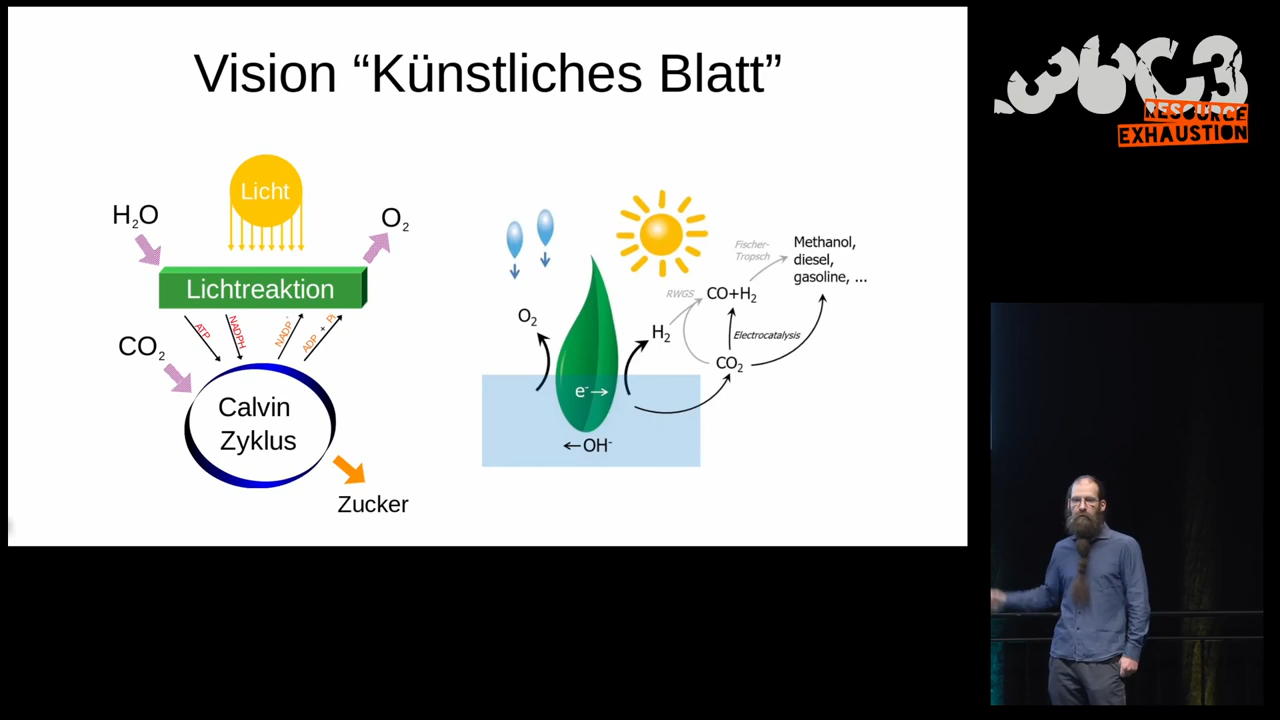 Vision “Künstliches Blatt”
Licht
H2O
O2
Lichtreaktion
ATP
NADPH
NADP-
ADP + Pi
CO2
Calvin
Zyklus
Zucker
O2
e-→
←OH-
H2
RWGS
CO+H2
Fischer-
Tropsch
Methanol,
diesel,
gasoline, ...
Electrocatalysis
CO2
36C3
RESOURCE
EXHAUSTION